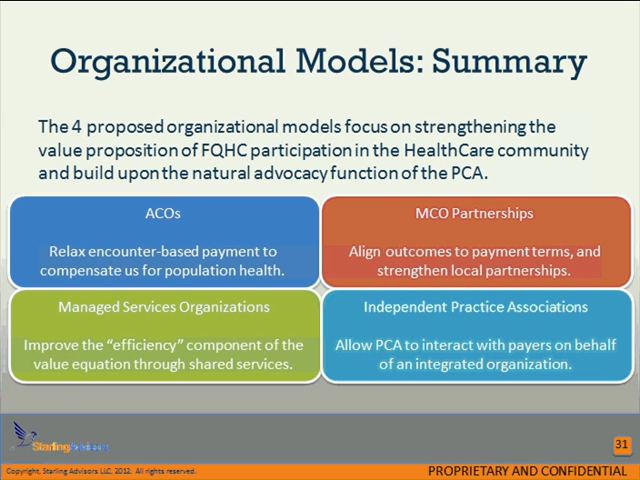 Organizational Models: Summary
The 4 proposed organizational models focus on strengthening the
value proposition of FQHC participation in the HealthCare community
and build upon the natural advocacy function of the PCA.
ACOs
Relax encounter-based payment to
compensate us for population health.
MCO Partnerships
Align outcomes to payment terms, and
strengthen local partnerships.
Managed Services Organizations
Improve the “efficiency” component of the
value equation through shared services.
Independent Practice Associations
Allow PCA to interact with payers on behalf
of an integrated organization.
StarlingAdvisors
31
Copyright, Starling Advisors LLC, 2012. All rights reserved.
PROPRIETARY AND CONFIDENTIAL